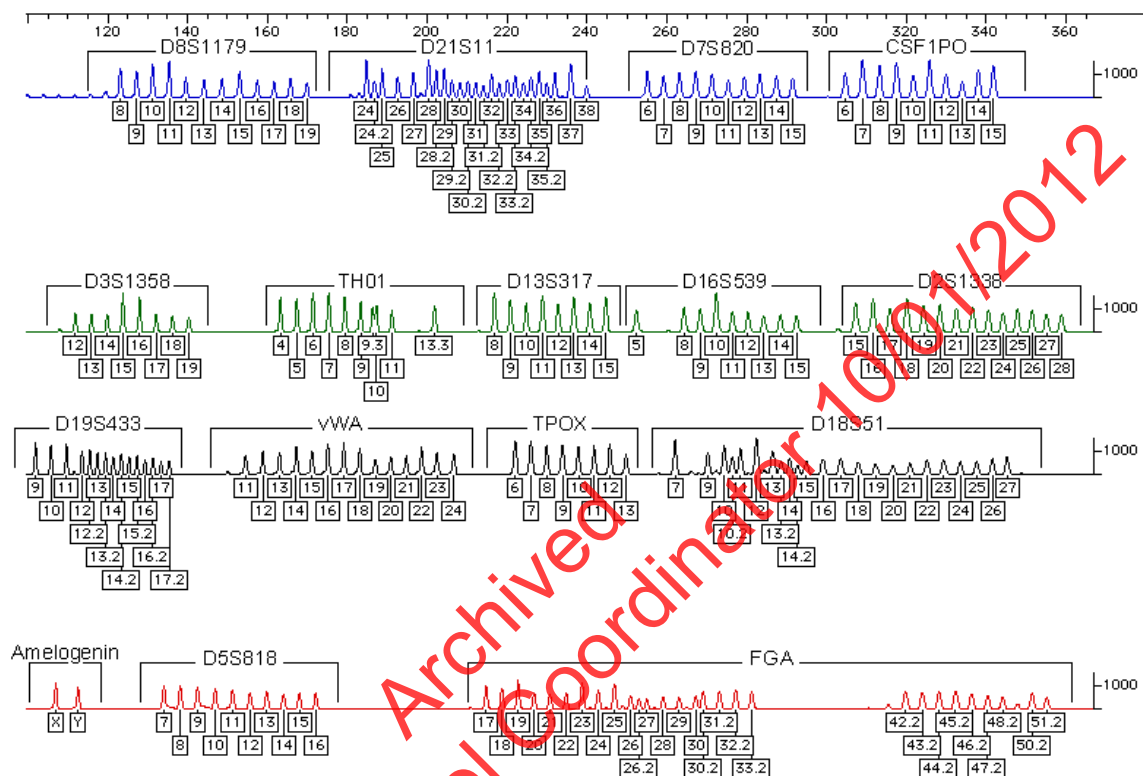 120 140 160 180 200 220 240 260 280 300 320 340 360
D8S1179 D21S11 D7S820 CSF1PO
1000
8 10 12 14 16 18 24 26 28 30 32 34 36 38 6 8 10 12 14 6 8 10 12 14
9 11 13 15 17 19 24.2 27 29 31 33 35 37 7 9 11 13 15 7 9 11 13 15
25 28.2 31.2 34.2
29.2 32.2 35.2
30.2 33.2
D3S1358 TH01 D13S317 D16S539 D2S1338
1000
12 14 16 18 4 6 8 9.3 11 13.3 8 10 12 14 5 8 10 12 14 15 17 19 21 23 25 27
13 15 17 19 5 7 9 10 9 11 13 15 9 11 13 15 16 18 20 22 24 26 28
D19S433 vWA TPOX D18S51
1000
9 11 13 15 17 11 13 15 17 19 21 23 6 8 10 12 7 9 11 13 15 17 19 21 23 25 27
10 12 14 16 12 14 16 18 20 22 24 7 9 11 13 10 12 14 16 18 20 22 24 26
12.2 15.2 10.2 13.2
13.2 16.2 14.2
14.2 17.2
Amelogenin D5S818 FGA
1000
X Y 7 9 11 13 15 17 19 21 23 25 27 29 31.2 42.2 45.2 48.2 51.2
8 10 12 14 16 18 20 22 24 26 28 30 32.2 43.2 46.2 50.2
26.2 30.2 33.2 44.2 47.2
Archived
Coordinator 10/01/2012